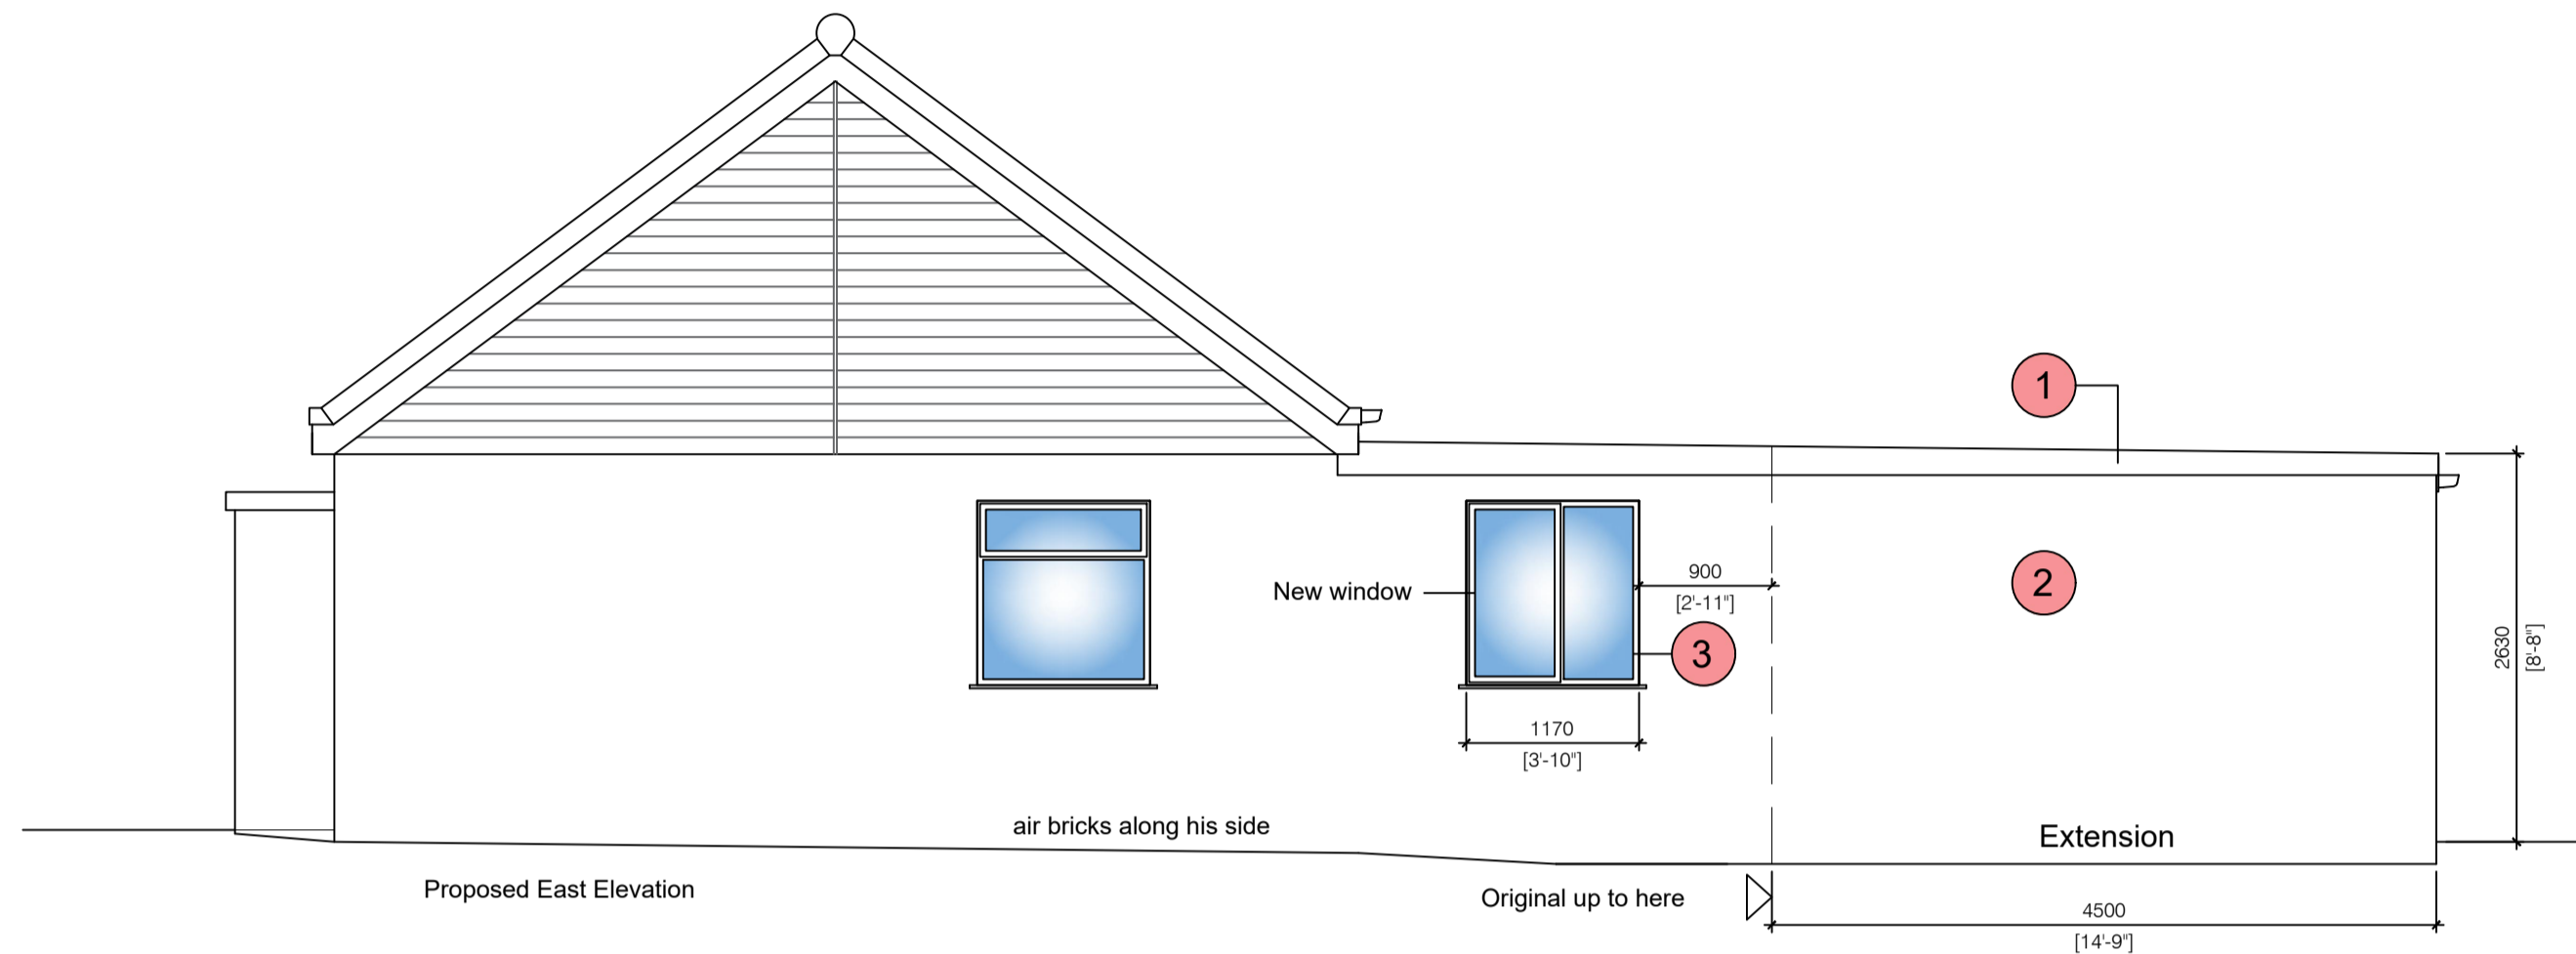 1
2
900
[2'-11"]
New window
3
2630
[8'-8"]
1170
[3'-10"]
air bricks along his side
Extension
Proposed East Elevation
Original up to here
4500
[14'-9"]